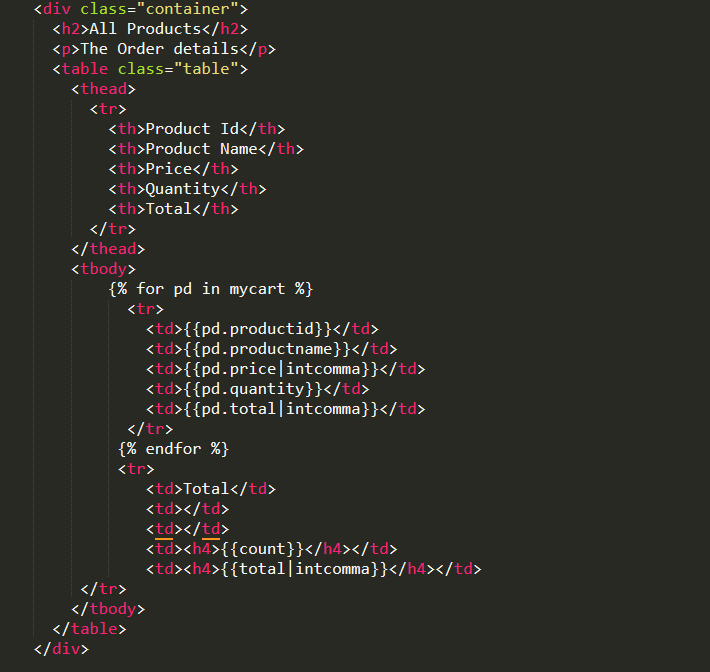 <div class="container">
<h2>All Products</h2>
<p>The Order details</p>
<table class="table">
<thead>
<tr>
<th>Product Id</th>
<th>Product Name</th>
<th>Price</th>
<th>Quantity</th>
<th>Total</th>
</tr>
</thead>
<tbody>
{% for pd in mycart %}
<tr>
<td>{{pd.productid}}</td>
<td>{{pd.productname}}</td>
<td>{{pd.price|intcomma}}</td>
<td>{{pd.quantity}}</td>
<td>{{pd.total|intcomma}}</td>
</tr>
{% endfor %}
<tr>
<td>Total</td>
<td></td>
<td></td>
<td><h4>{{count}}</h4></td>
<td><h4>{{total|intcomma}}</h4></td>
</tr>
</tbody>
</table>
</div>